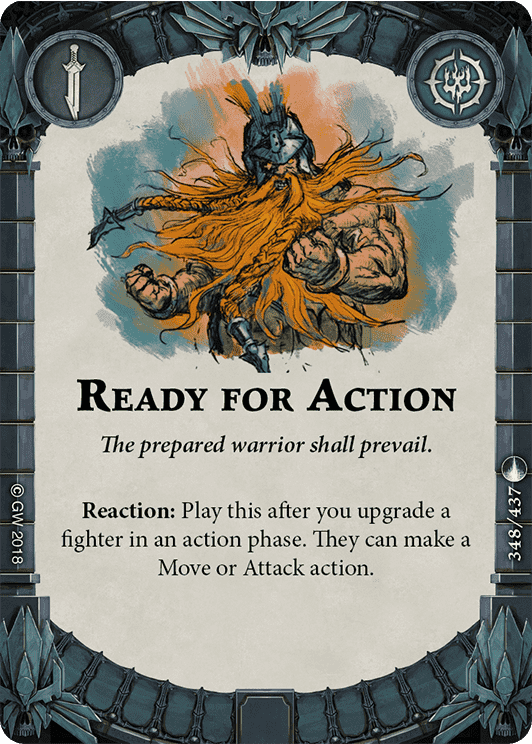 READY FOR ACTION
The prepared warrior shall prevail.
Reaction: Play this after you upgrade a
fighter in an action phase. They can make a
Move or Attack action.
© GW 2018
348/437